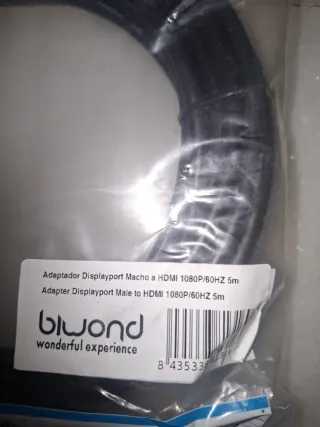 Adaptador Displayport Macho a HDMI 1080P/60HZ 5m
Adapter Displayport Male to HDMI 1080P/60HZ 5m
biwond
wonderful experience